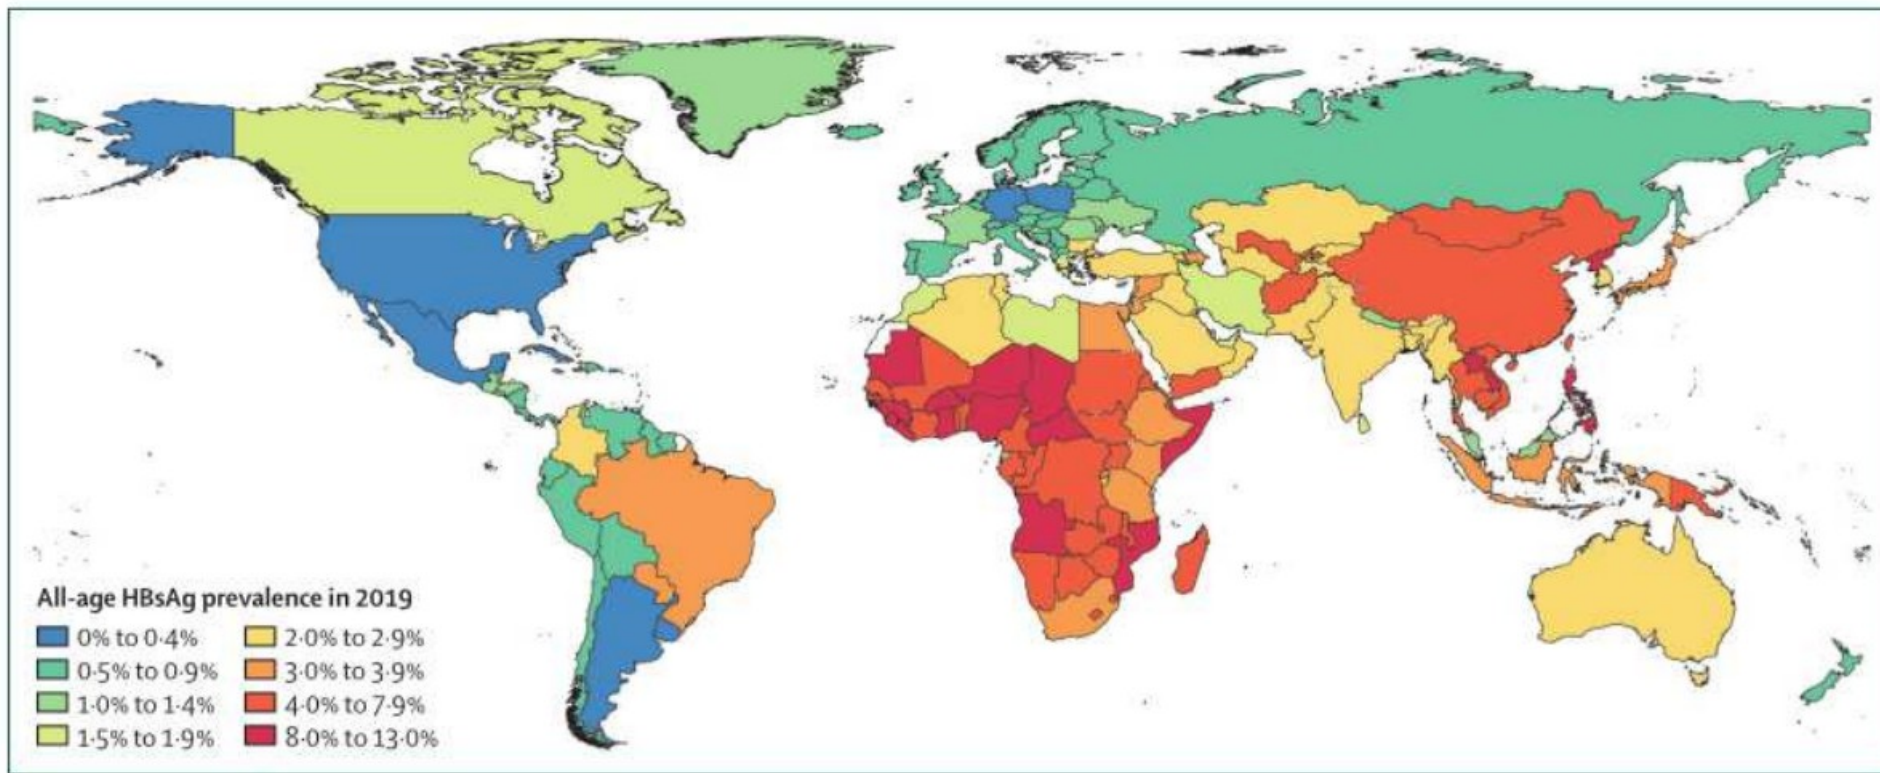 All-age HBsAg prevalence in 2019
0% to 0·4%
0·5% to 0·9%
1·0% to 1·4%
1·5% to 1·9%
2·0% to 2·9%
3·0% to 3·9%
4·0% to 7·9%
8·0% to 13·0%